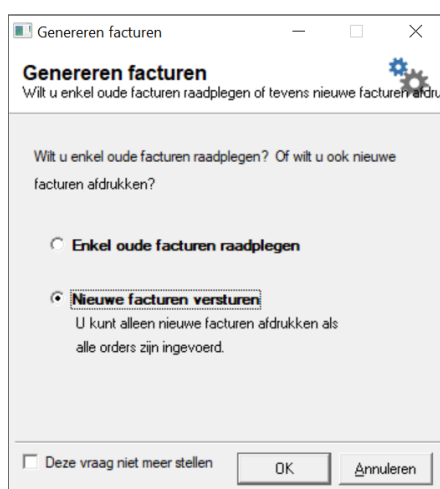 Genereren facturen
Genereren facturen
Wilt u enkel oude facturen raadplegen of tevens nieuwe facturen afdru
Wilt u enkel oude facturen raadplegen? Of wilt u ook nieuwe
facturen afdrukken?
Enkel oude facturen raadplegen
Nieuwe facturen versturen
U kunt alleen nieuwe facturen afdrukken als
alle orders zijn ingevoerd.
Deze vraag niet meer stellen
OK
Annuleren